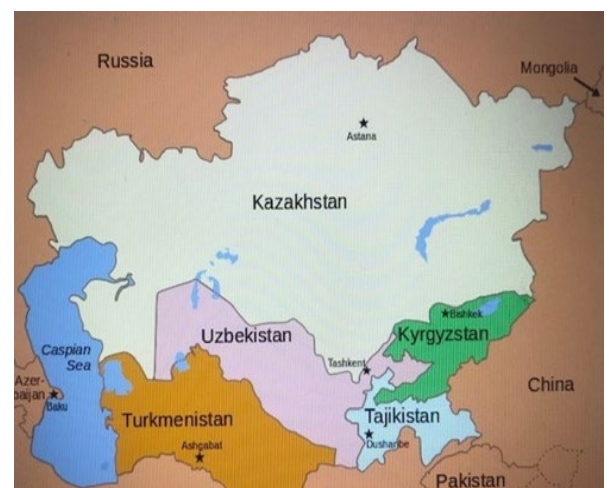 Russia
Mongolia
Astana
Kazakhstan
Bishkek
Uzbekistan
Kyrgyzstan
Caspian
Sea
Tashkent
Azer-
baijan
China
Baku
Turkmenistan
Tajikistan
Ashgabat
Dushanbe
Pakistan